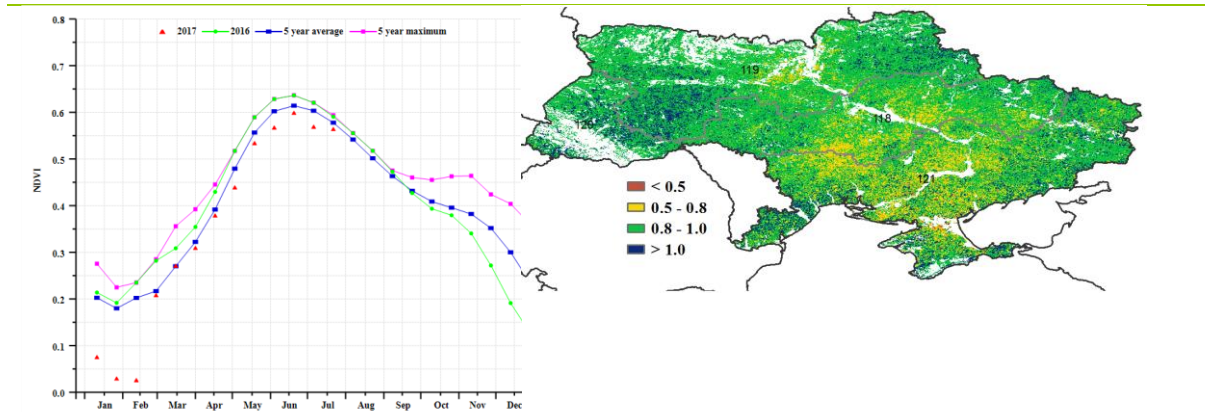 0.8
0.7
0.6
0.5
0.4
0.3
0.2
0.1
0.0
NDVI
2017 2016 5 year average 5 year maximum
Jan Feb Mar Apr May Jun Jul Aug Sep Oct Nov Dec
119
118
121
< 0.5
0.5 - 0.8
0.8 - 1.0
> 1.0